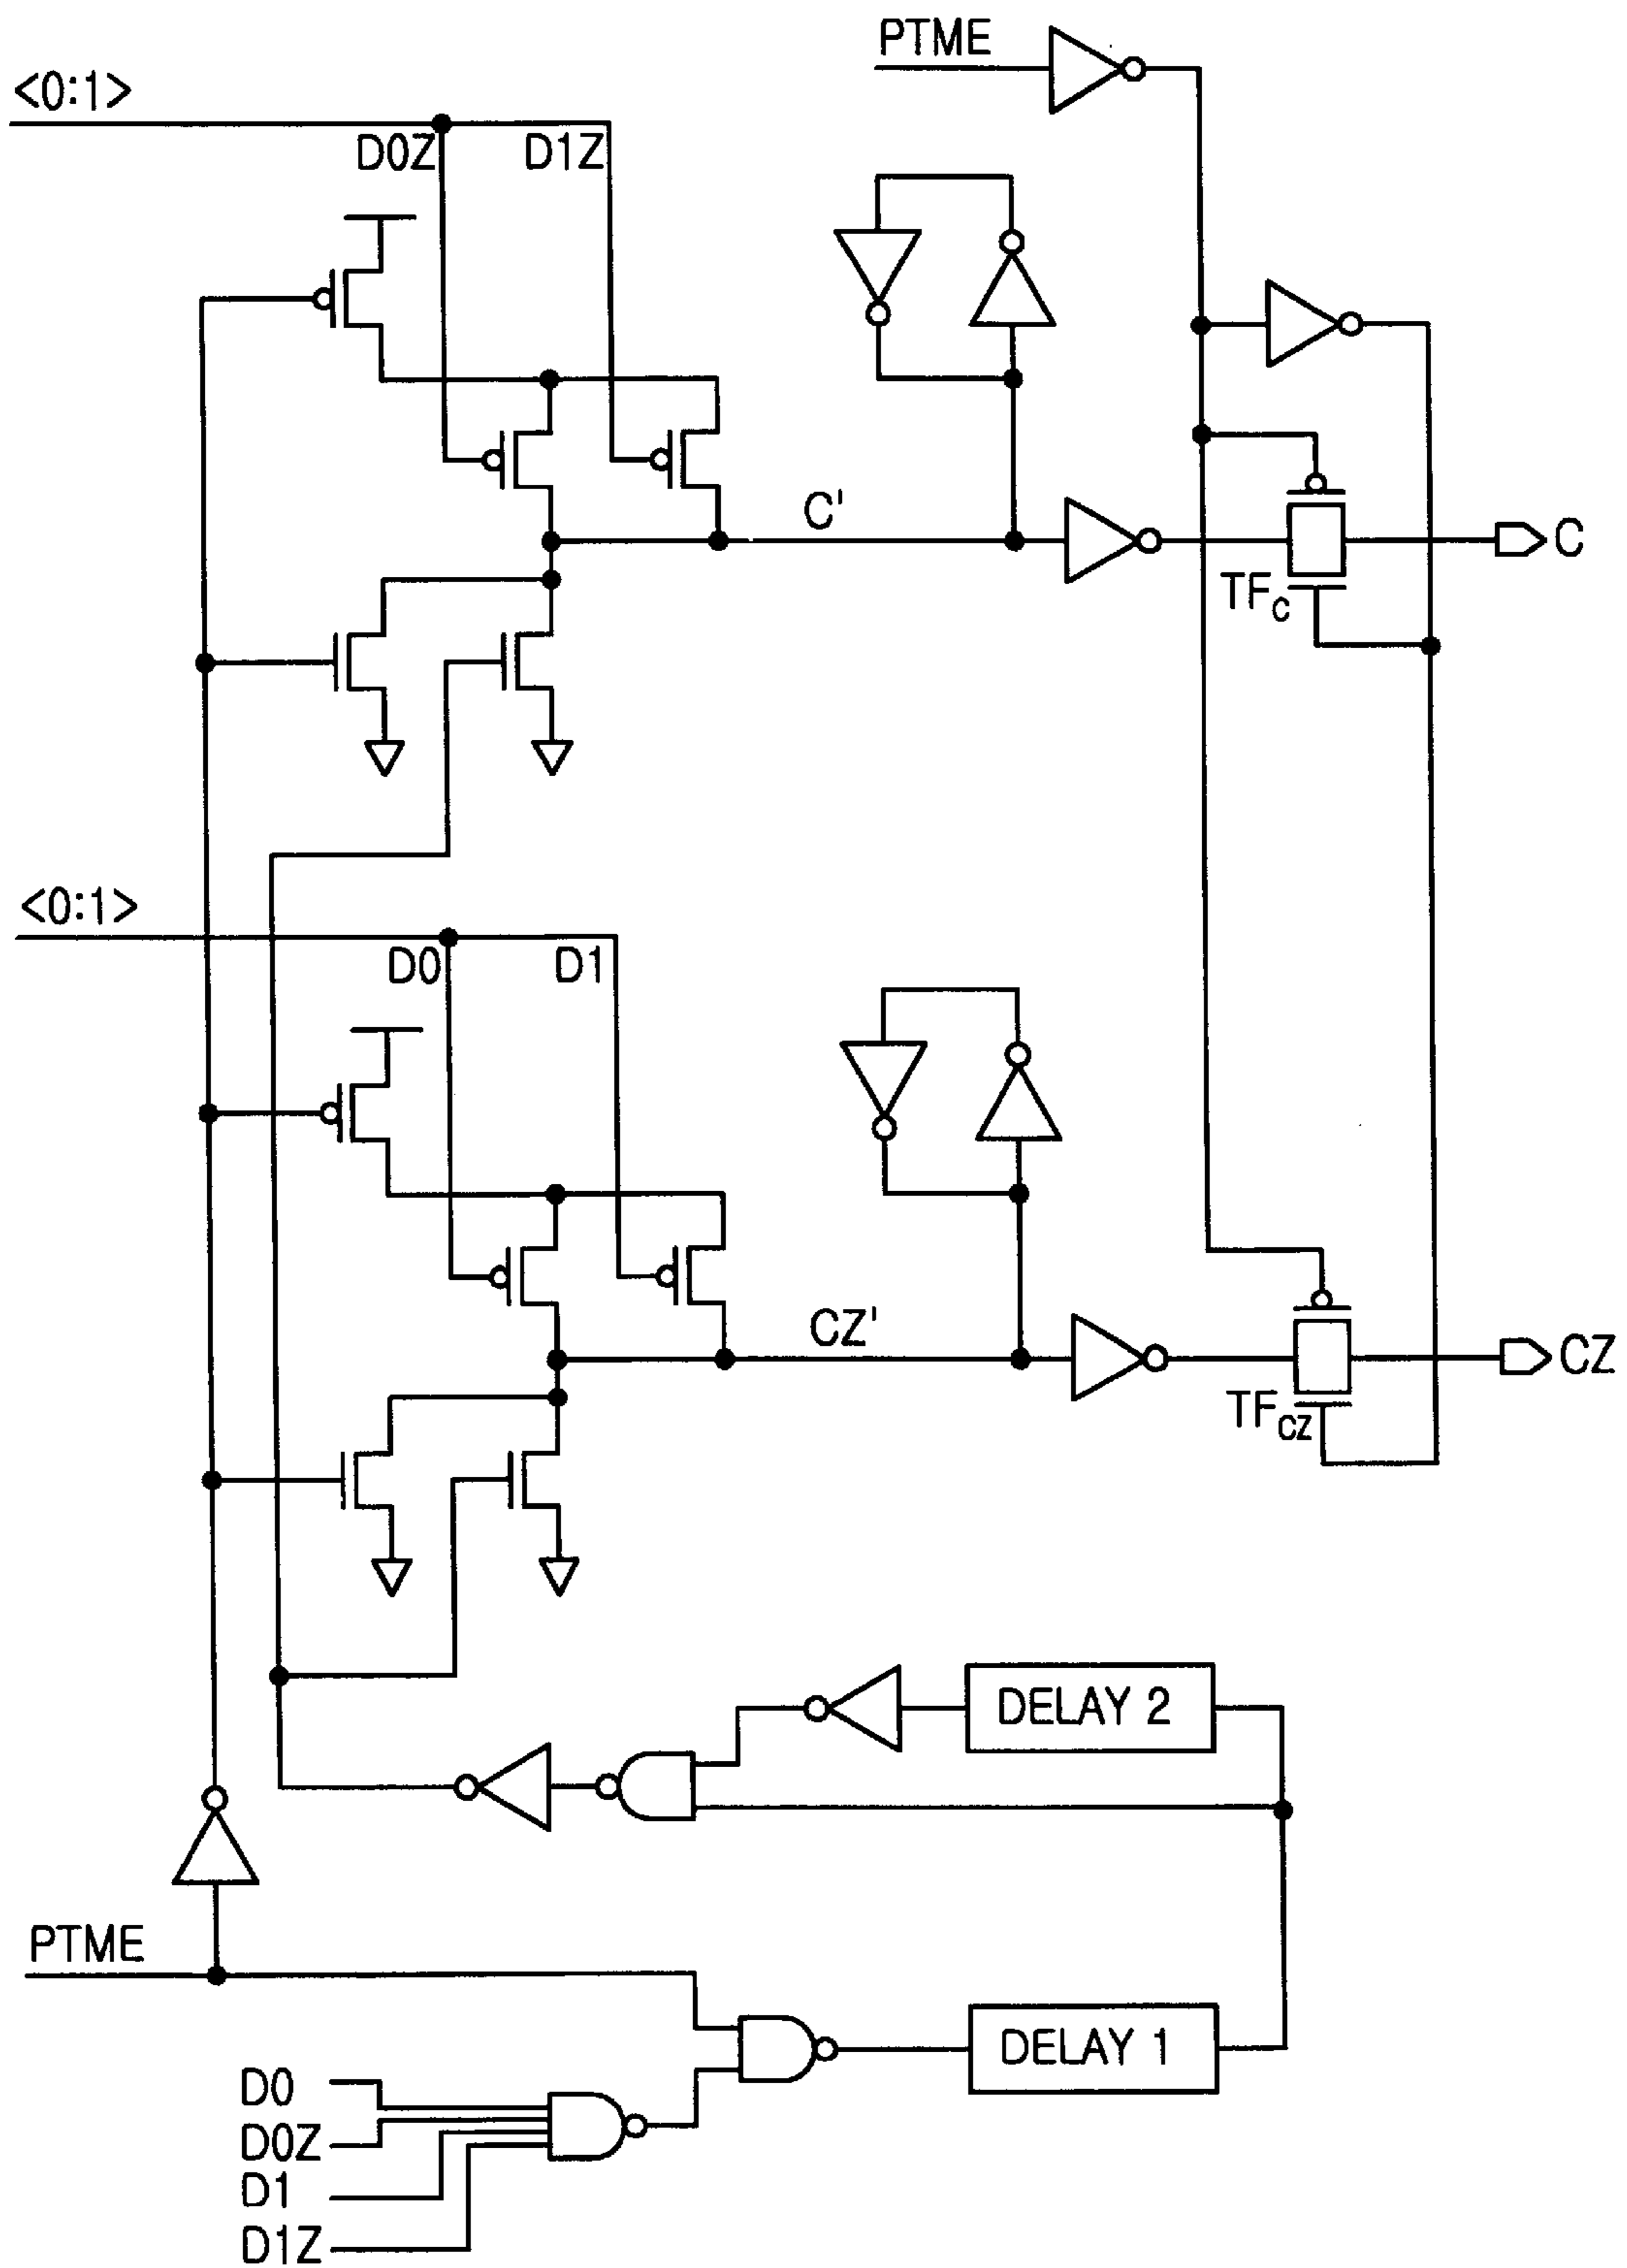 PTME
<0:1>
D0Z D1Z
C'
C
TFC
<0:1>
D0 D1
CZ'
CZ
TFCZ
DELAY 2
PTME
DELAY 1
D0
D0Z
D1
D1Z